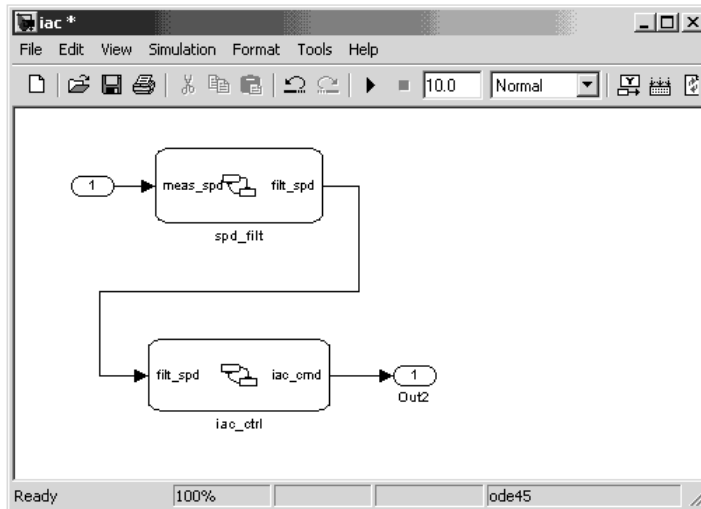 iac *
File Edit View Simulation Format Tools Help
10.0 Normal
1 meas_spd filt_spd
spd_filt
filt_spd iac_cmd 1
iac_ctrl Out2
Ready 100% ode45